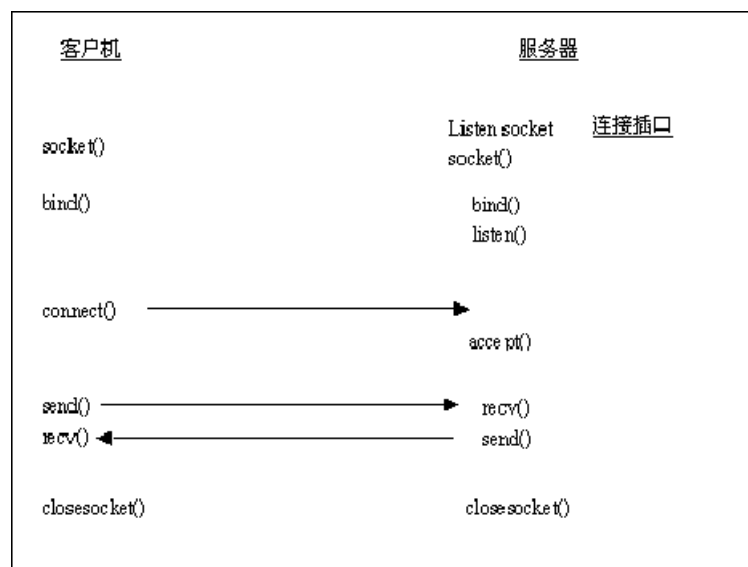 客户机 服务器
Listen socket 连接插口
socket() socket()
bind() bind()
listen()
connect()
accept()
send() recv()
recv() send()
closesocket() closesocket()